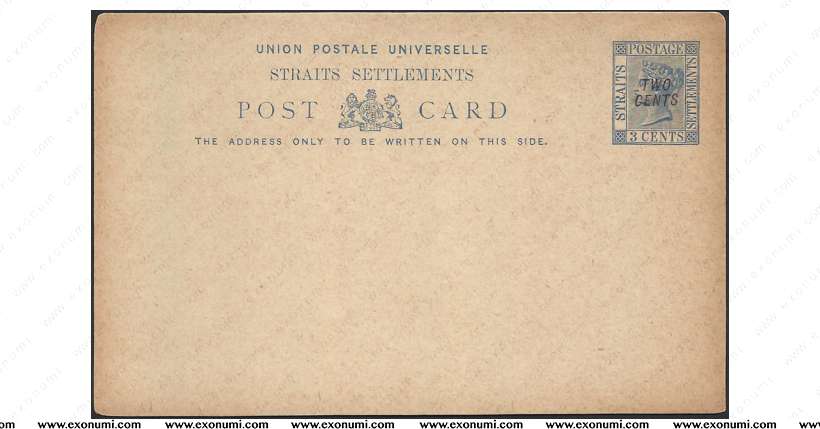 UNION POSTALE UNIVERSELLE
STRAITS SETTLEMENTS
POST CARD
THE ADDRESS ONLY TO BE WRITTEN ON THIS SIDE.
POSTAGE
STRAITS
SETTLEMENTS
TWO
CENTS
3 CENTS
www.exonumi.com www.exonumi.com www.exonumi.com www.exonumi.com www.exonumi.com www.exonumi.com